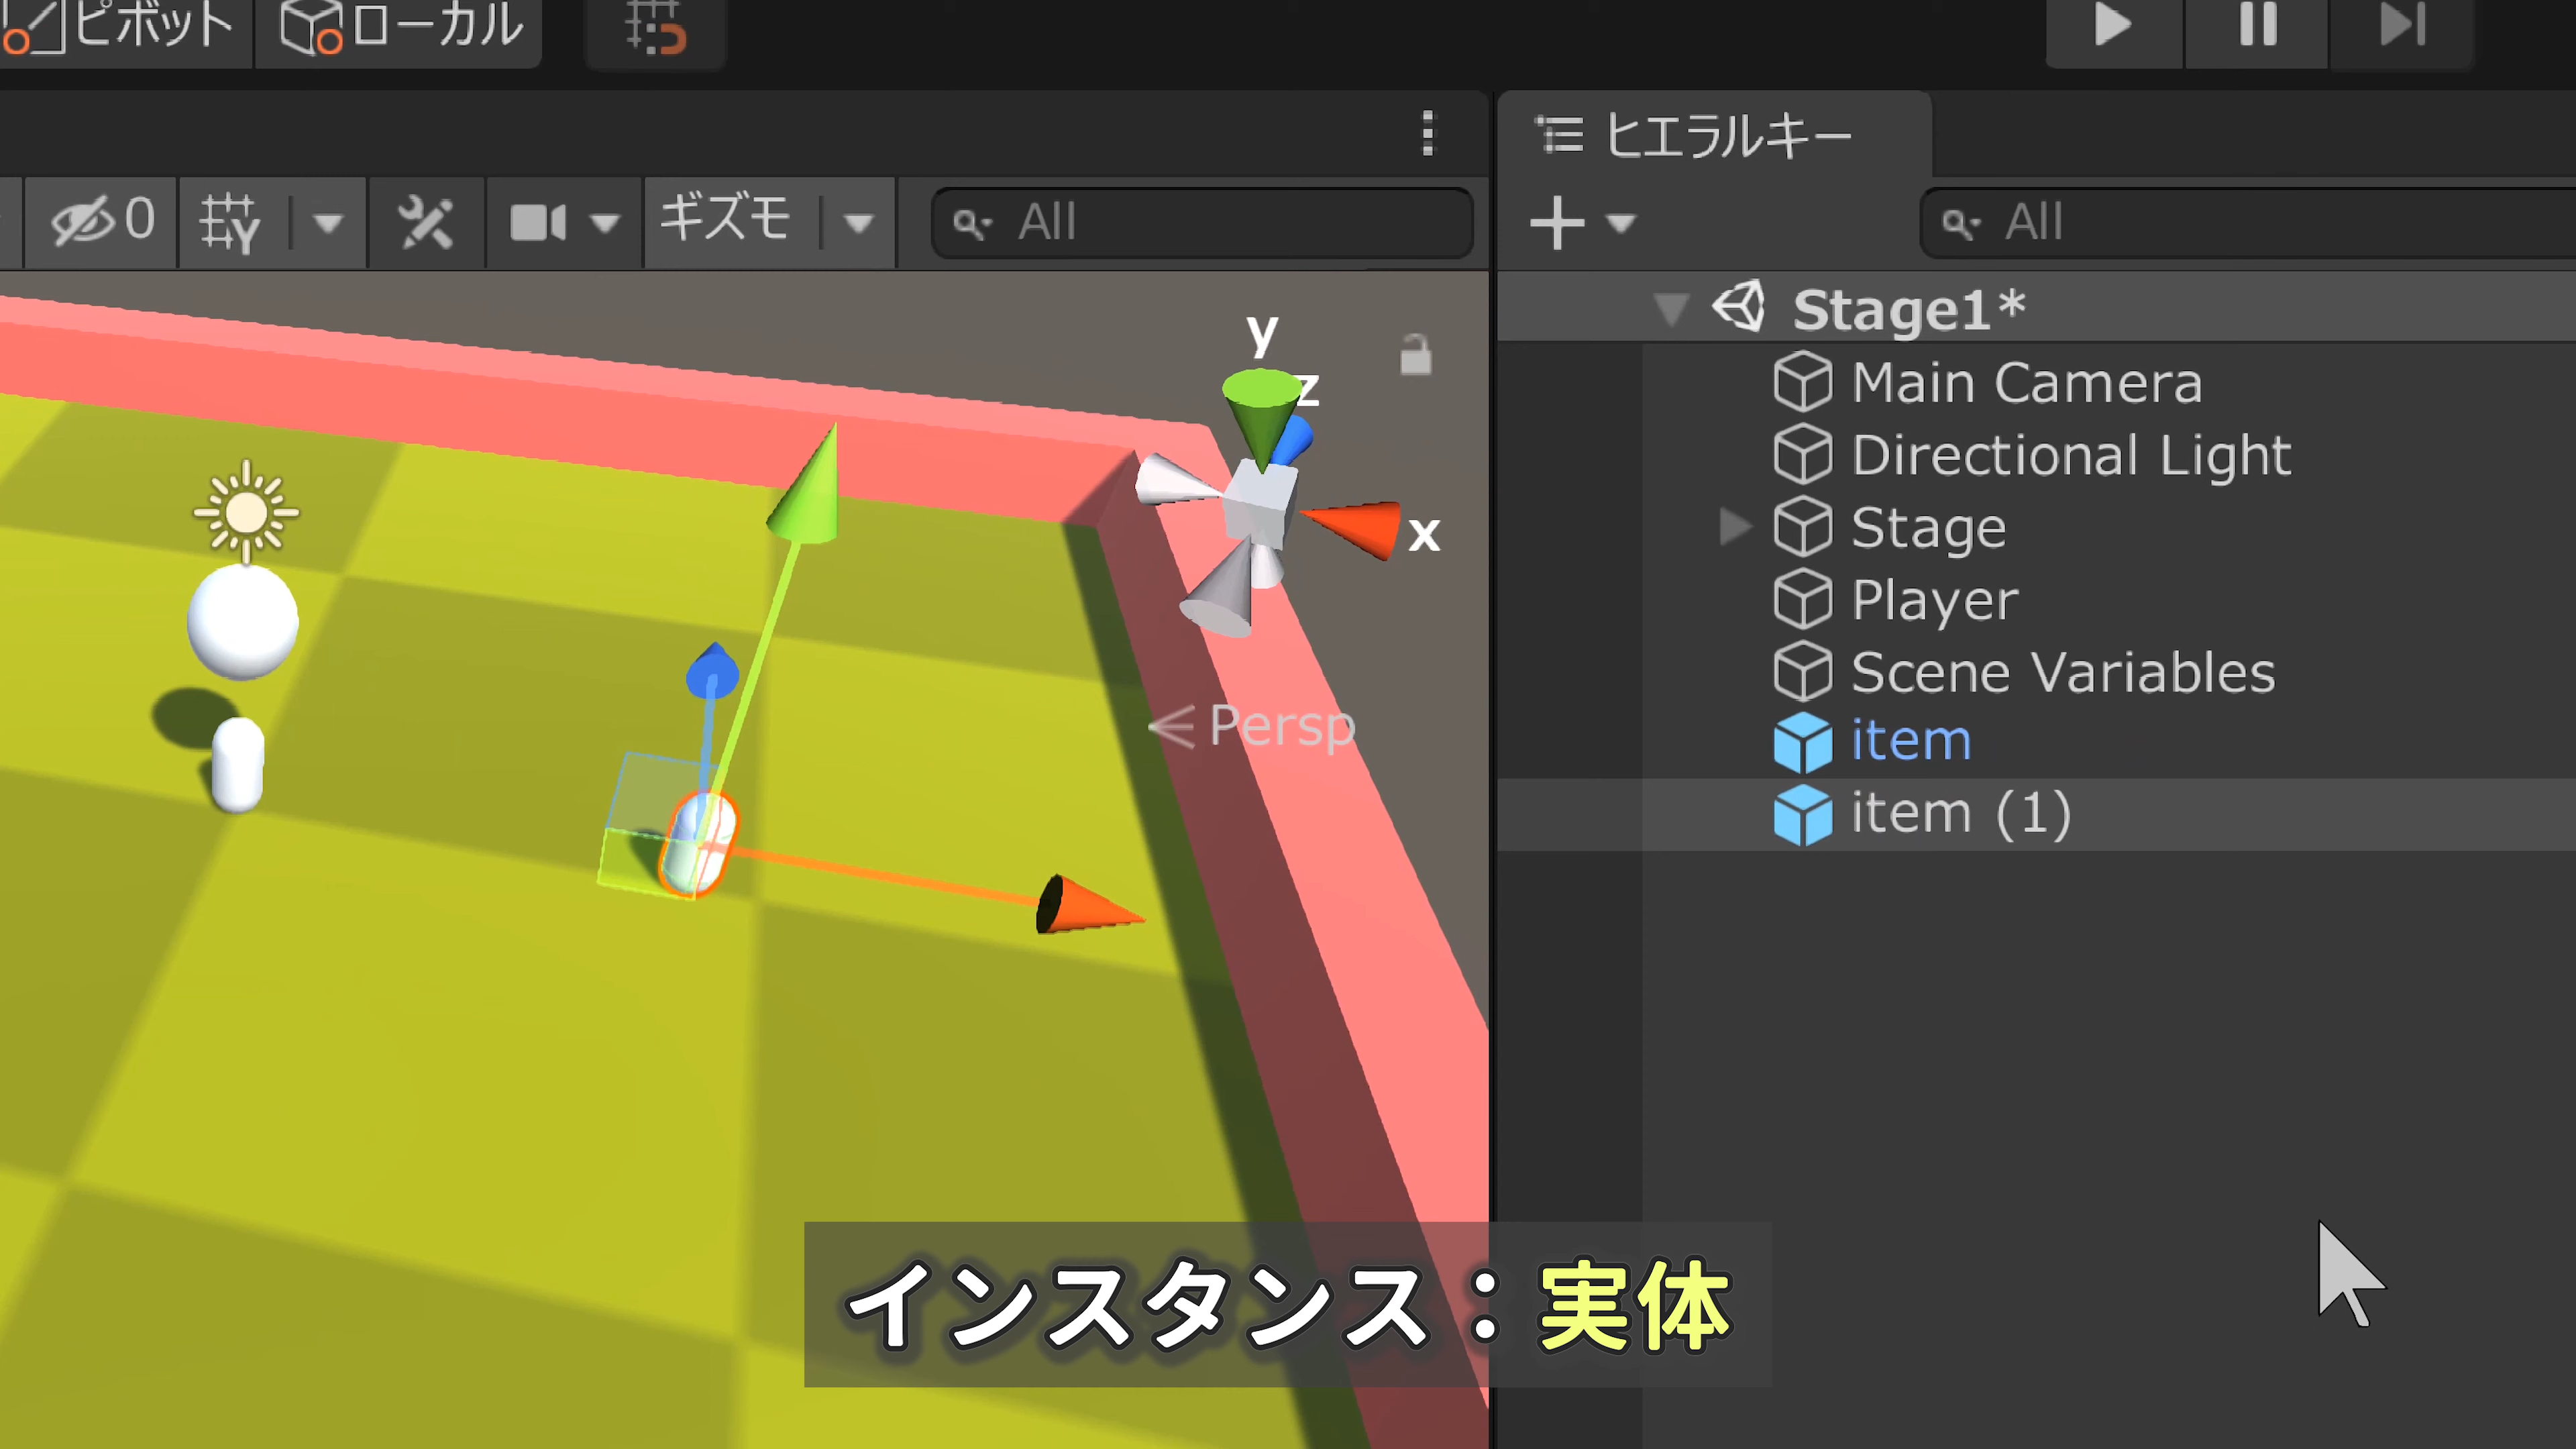 ピボット
ローカル
0
Y
ギズモ
All
ヒエラルキー
All
Stage1*
Main Camera
Directional Light
Stage
Player
Scene Variables
item
item (1)
y
z
x
Persp
インスタンス：実体